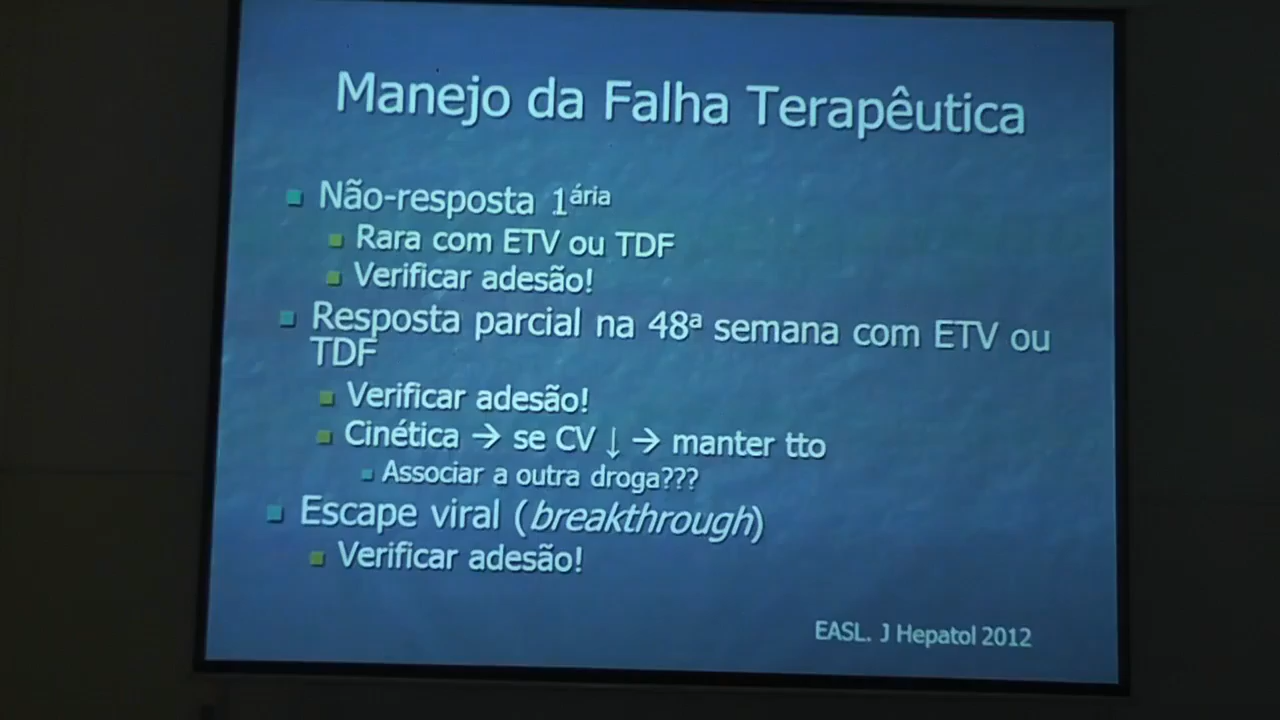 Manejo da Falha Terapêutica
Não-resposta 1ária
Rara com ETV ou TDF
Verificar adesão!
Resposta parcial na 48ª semana com ETV ou
TDF
Verificar adesão!
Cinética → se CV ↓ → manter tto
Associar a outra droga???
Escape viral (breakthrough)
Verificar adesão!
EASL. J Hepatol 2012